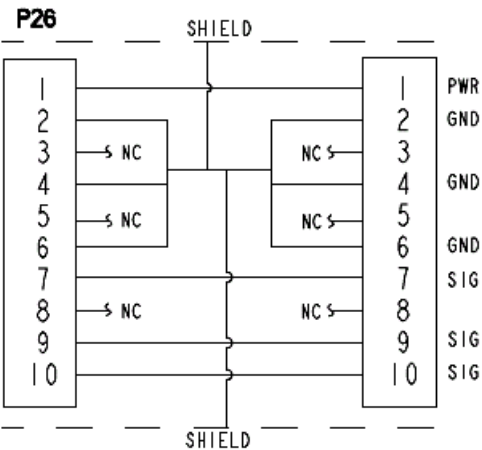 P26
SHIELD
1 1 PWR
2 2 GND
3 NC NC 3
4 4 GND
5 NC NC 5
6 6 GND
7 7 SIG
8 NC NC 8
9 9 SIG
10 10 SIG
SHIELD